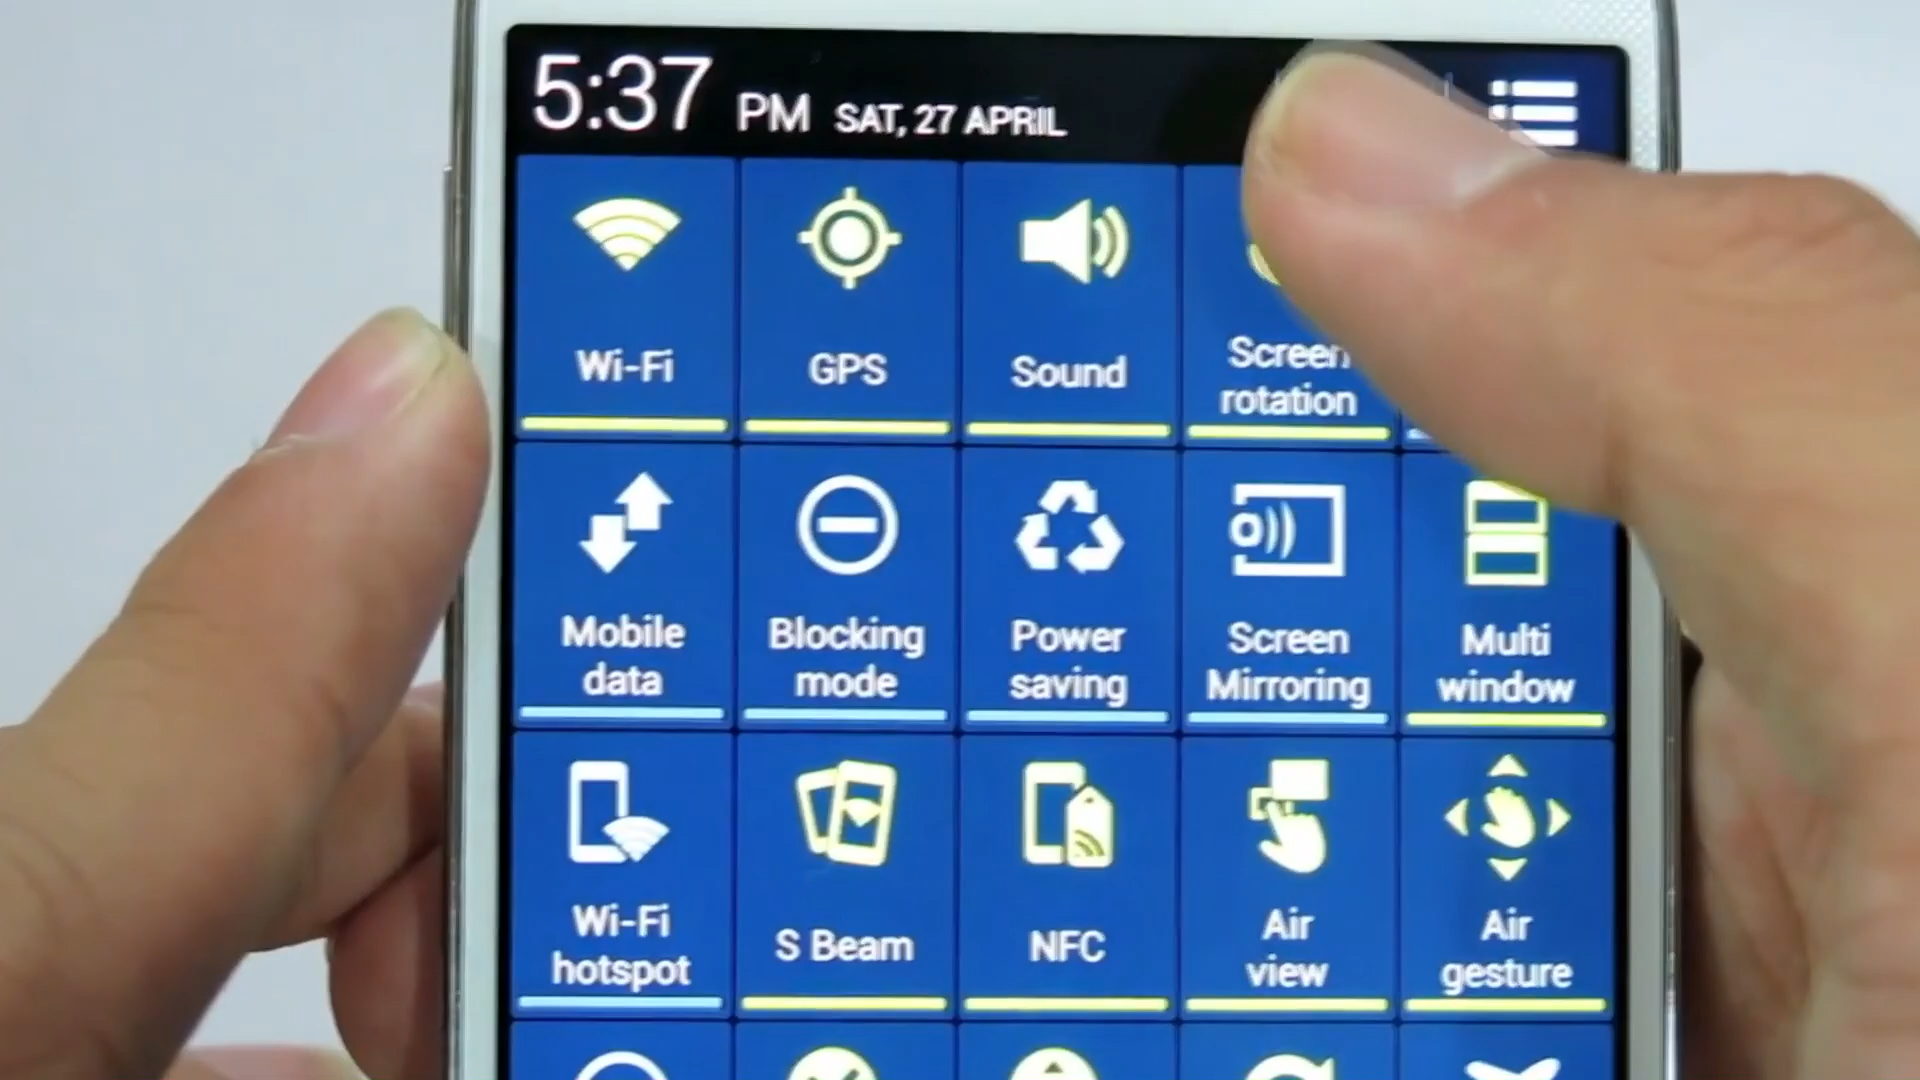 5:37 PM SAT, 27 APRIL
Wi-Fi
GPS
Sound
Screen
rotation
Mobile
data
Blocking
mode
Power
saving
Screen
Mirroring
Multi
window
Wi-Fi
hotspot
S Beam
NFC
Air
view
Air
gesture